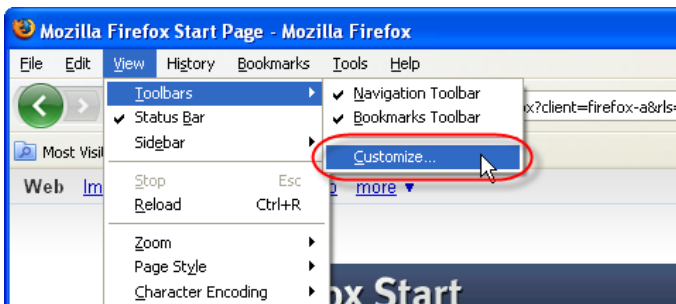 Mozilla Firefox Start Page - Mozilla Firefox
File Edit View History Bookmarks Tools Help
Toolbars
Navigation Toolbar
Status Bar
Bookmarks Toolbar
Sidebar
Customize...
?client=firefox-a&rls=
Most Visi
Web Im
more ▼
Stop Esc
Reload Ctrl+R
Zoom
Page Style
Character Encoding
ox Start